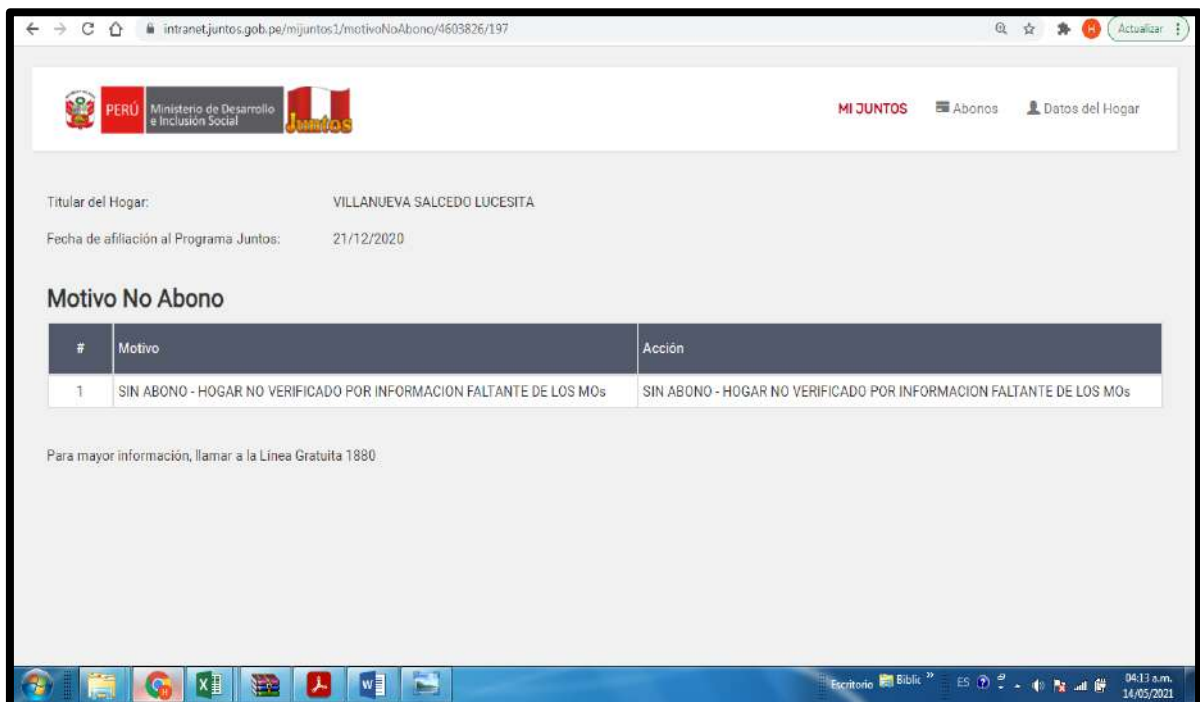 intranet.juntos.gob.pe/mijuntos1/motivoNoAbono/4603826/197
Actualizar
PERÚ
Ministerio de Desarrollo
e Inclusión Social
Juntos
MI JUNTOS
Abonos
Datos del Hogar
Titular del Hogar: VILLANUEVA SALCEDO LUCESITA
Fecha de afiliación al Programa Juntos: 21/12/2020
Motivo No Abono
# Motivo Acción
1 SIN ABONO - HOGAR NO VERIFICADO POR INFORMACION FALTANTE DE LOS MOs SIN ABONO - HOGAR NO VERIFICADO POR INFORMACION FALTANTE DE LOS MOs
Para mayor información, llamar a la Línea Gratuita 1880
Escritorio Biblic » ES 04:13 a.m.
14/05/2021